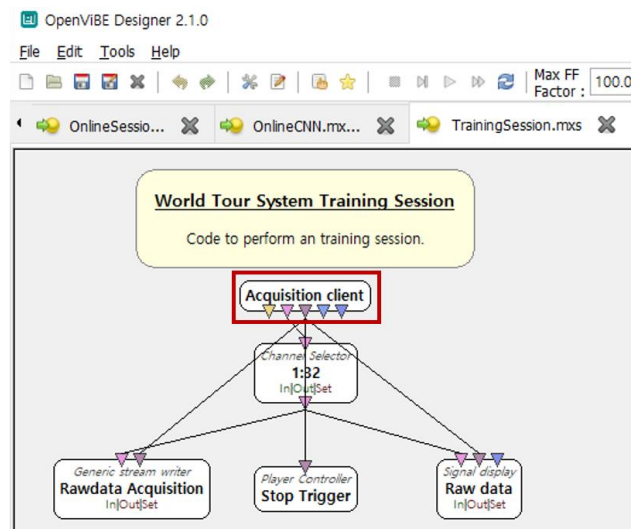 OpenViBE Designer 2.1.0
File Edit Tools Help
Max FF
Factor : 100.0
OnlineSessio... OnlineCNN.mx... TrainingSession.mxs
World Tour System Training Session
Code to perform an training session.
Acquisition client
Channel Selector
1:32
In|Out|Set
Generic stream writer
Rawdata Acquisition
In|Out|Set
Player Controller
Stop Trigger
Signal display
Raw data
In|Out|Set